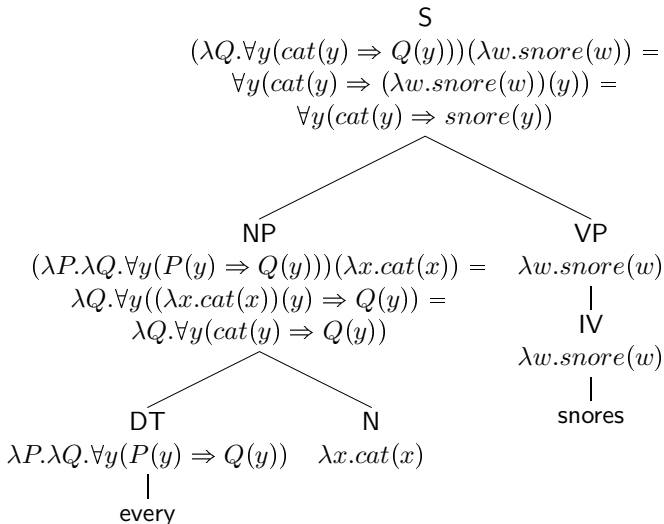 S
(λQ.∀y(cat(y) ⇒ Q(y)))(λw.snore(w)) =
∀y(cat(y) ⇒ (λw.snore(w))(y)) =
∀y(cat(y) ⇒ snore(y))
NP VP
(λP.λQ.∀y(P(y) ⇒ Q(y)))(λx.cat(x)) = λw.snore(w)
λQ.∀y((λx.cat(x))(y) ⇒ Q(y)) =
λQ.∀y(cat(y) ⇒ Q(y))
IV
λw.snore(w)
snores
DT N
λP.λQ.∀y(P(y) ⇒ Q(y)) λx.cat(x)
every